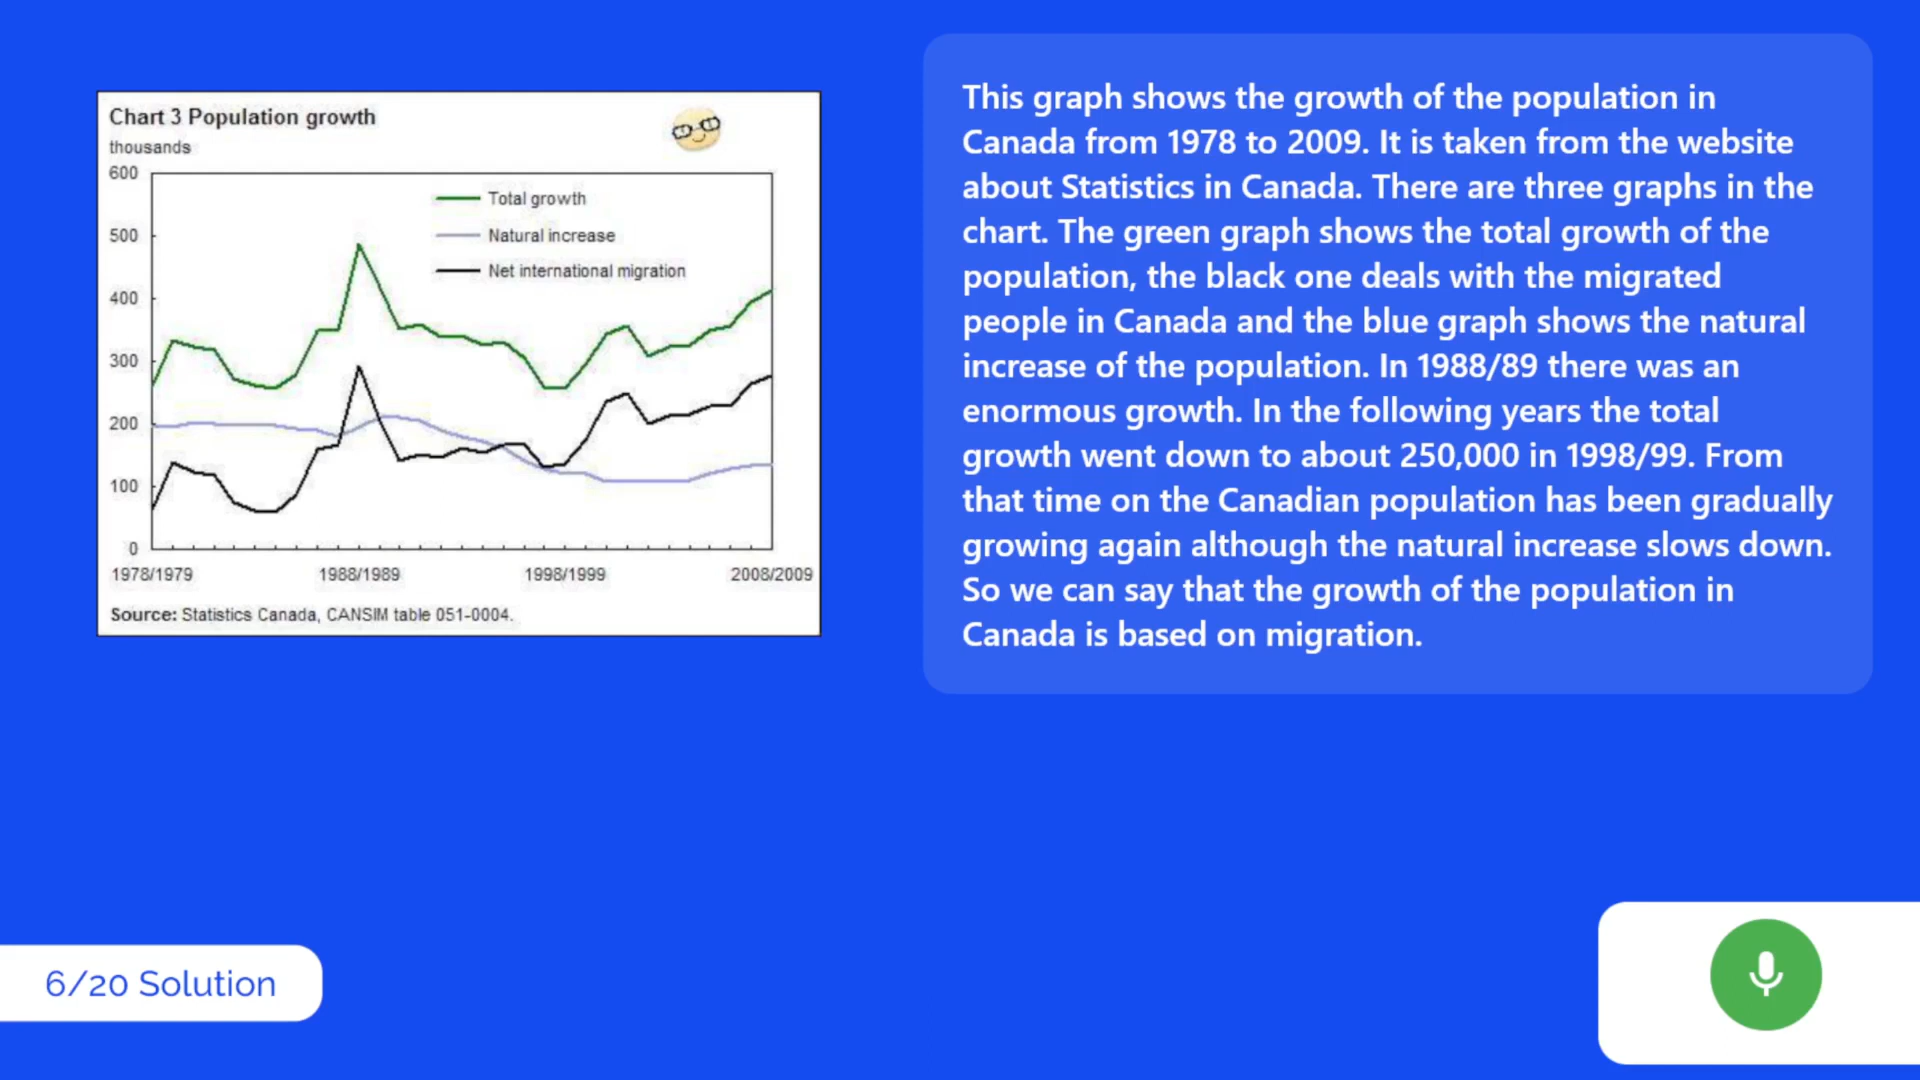 Chart 3 Population growth
thousands
600
500
400
300
200
100
0
Total growth
Natural increase
Net international migration
1978/1979
1988/1989
1998/1999
2008/2009
Source: Statistics Canada, CANSIM table 051-0004.
This graph shows the growth of the population in
Canada from 1978 to 2009. It is taken from the website
about Statistics in Canada. There are three graphs in the
chart. The green graph shows the total growth of the
population, the black one deals with the migrated
people in Canada and the blue graph shows the natural
increase of the population. In 1988/89 there was an
enormous growth. In the following years the total
growth went down to about 250,000 in 1998/99. From
that time on the Canadian population has been gradually
growing again although the natural increase slows down.
So we can say that the growth of the population in
Canada is based on migration.
6/20 Solution